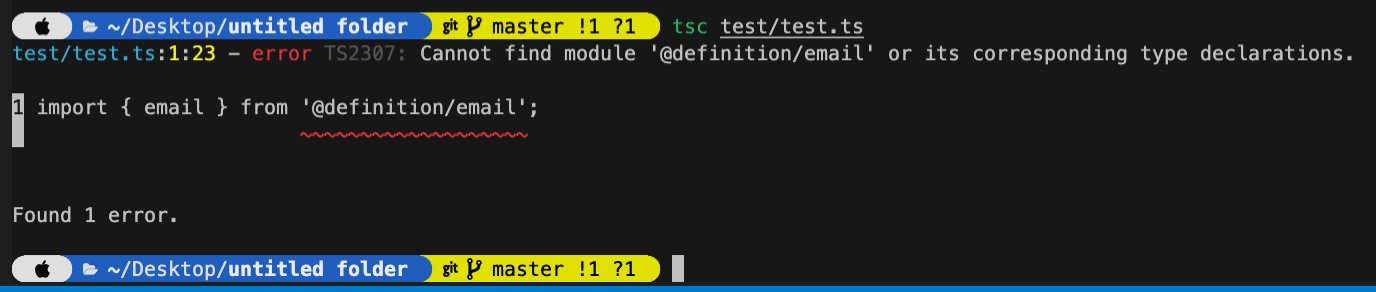 ~/Desktop/untitled folder git master !1 ?1 tsc test/test.ts
test/test.ts:1:23 - error TS2307: Cannot find module '@definition/email' or its corresponding type declarations.
1 import { email } from '@definition/email';
~~~~~~~~~~~~~~~~~~~
Found 1 error.
~/Desktop/untitled folder git master !1 ?1